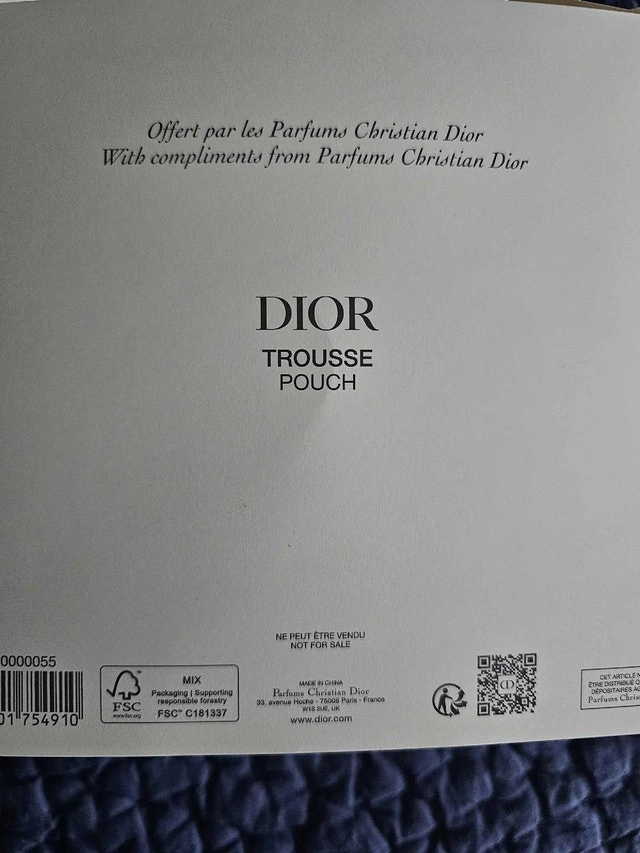 Offert par les Parfums Christian Dior
With compliments from Parfums Christian Dior
DIOR
TROUSSE
POUCH
NE PEUT ÊTRE VENDU
NOT FOR SALE
0000055
01 754910
FSC
www.fsc.org
MIX
Packaging | Supporting
responsible forestry
FSC™ C181337
MADE IN CHINA
Parfums Christian Dior
33, avenue Hoche - 75008 Paris - France
W1S 2UE, UK
www.dior.com
CD
CET ARTICLE N
ÊTRE DISTRIBUÉ
DÉPOSITAIRES
Parfums